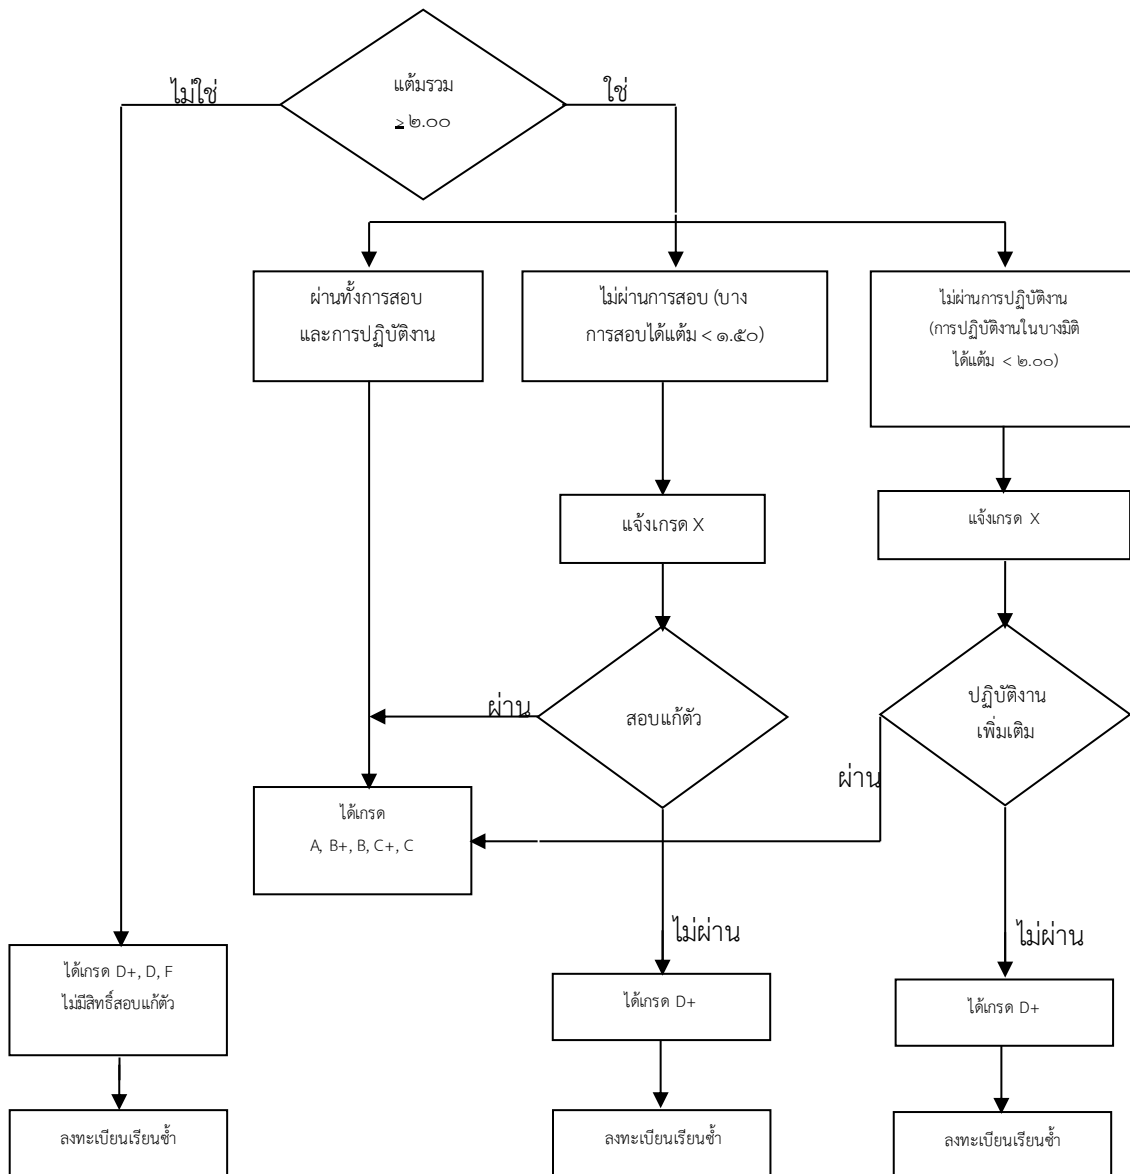 แต้มรวม
≥ ๒.๐๐
ไม่ใช่
ใช่
ผ่านทั้งการสอบ
และการปฏิบัติงาน
ไม่ผ่านการสอบ (บาง
การสอบได้แต้ม < ๑.๕๐)
ไม่ผ่านการปฏิบัติงาน
(การปฏิบัติงานในบางมิติ
ได้แต้ม < ๒.๐๐)
แจ้งเกรด X
แจ้งเกรด X
สอบแก้ตัว
ผ่าน
ปฏิบัติงาน
เพิ่มเติม
ผ่าน
ได้เกรด
A, B+, B, C+, C
ไม่ผ่าน
ไม่ผ่าน
ได้เกรด D+, D, F
ไม่มีสิทธิ์สอบแก้ตัว
ได้เกรด D+
ได้เกรด D+
ลงทะเบียนเรียนซ้ำ
ลงทะเบียนเรียนซ้ำ
ลงทะเบียนเรียนซ้ำ